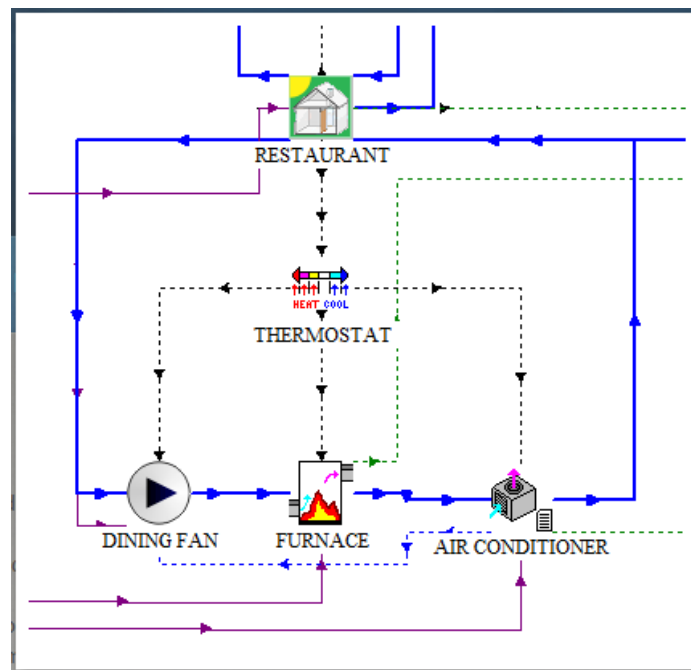 RESTAURANT
HEAT COOL
THERMOSTAT
DINING FAN
FURNACE
AIR CONDITIONER